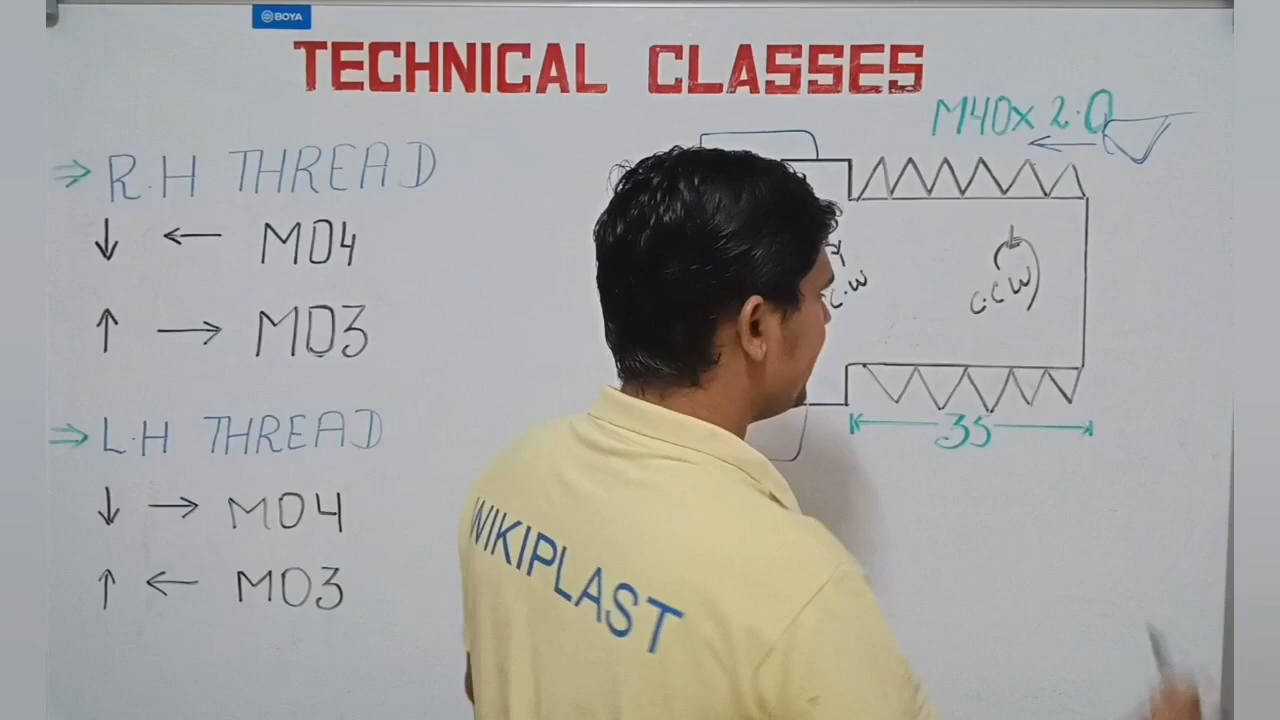 BOYA
TECHNICAL CLASSES
M40x 2.0
⇒ R.H THREAD
↓ ← M04
↑ → M03
⇒ L.H THREAD
↓ → M04
↑ ← M03
C.W
C.C.W
35
WIKIPLAST